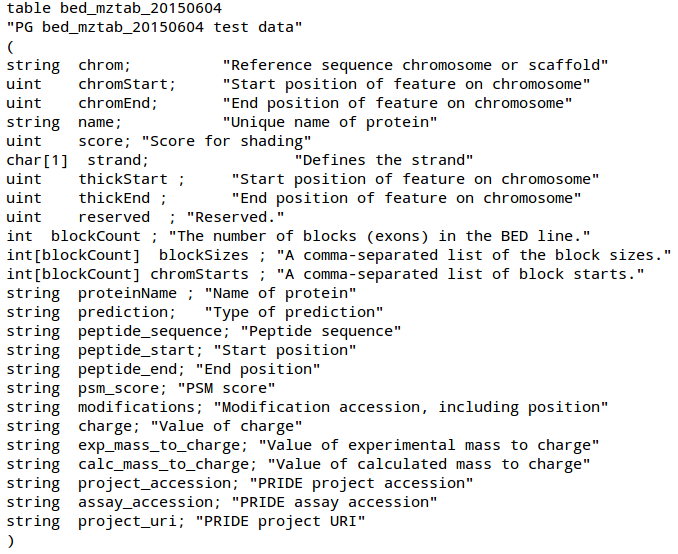 table bed_mztab_20150604
"PG bed_mztab_20150604 test data"
(
string  chrom;          "Reference sequence chromosome or scaffold"
uint    chromStart;     "Start position of feature on chromosome"
uint    chromEnd;       "End position of feature on chromosome"
string  name;           "Unique name of protein"
uint    score; "Score for shading"
char[1]  strand;                "Defines the strand"
uint    thickStart ;     "Start position of feature on chromosome"
uint    thickEnd ;       "End position of feature on chromosome"
uint    reserved  ; "Reserved."
int  blockCount ; "The number of blocks (exons) in the BED line."
int[blockCount]  blockSizes ; "A comma-separated list of the block sizes."
int[blockCount] chromStarts ; "A comma-separated list of block starts."
string  proteinName ; "Name of protein"
string  prediction;   "Type of prediction"
string  peptide_sequence; "Peptide sequence"
string  peptide_start; "Start position"
string  peptide_end; "End position"
string  psm_score; "PSM score"
string  modifications; "Modification accession, including position"
string  charge; "Value of charge"
string  exp_mass_to_charge; "Value of experimental mass to charge"
string  calc_mass_to_charge; "Value of calculated mass to charge"
string  project_accession; "PRIDE project accession"
string  assay_accession; "PRIDE assay accession"
string  project_uri; "PRIDE project URI"
)